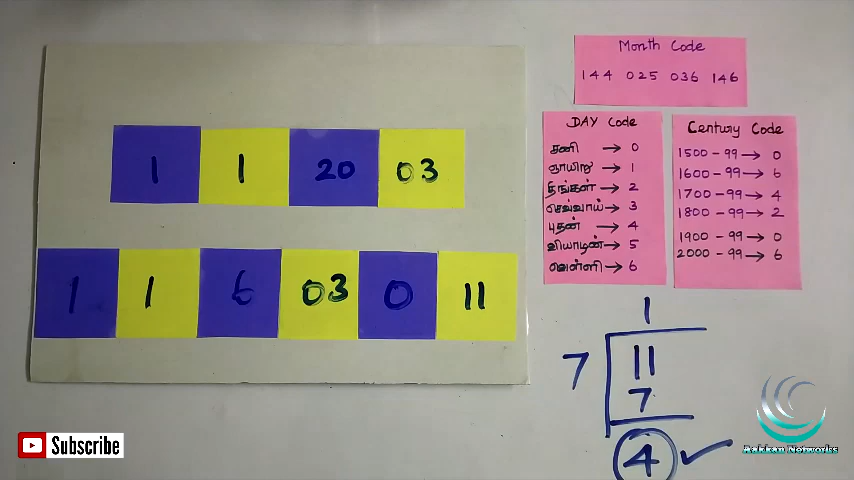 Month Code
144 025 036 146
DAY Code
சனி → 0
ஞாயிறு → 1
திங்கள் → 2
செவ்வாய் → 3
புதன் → 4
வியாழன் → 5
வெள்ளி → 6
Century Code
1500 - 99 → 0
1600 - 99 → 6
1700 - 99 → 4
1800 - 99 → 2
1900 - 99 → 0
2000 - 99 → 6
1 1 20 03
1 1 6 03 0 11
1
7 11
7
4 ✓
Subscribe
Rakkan Networks